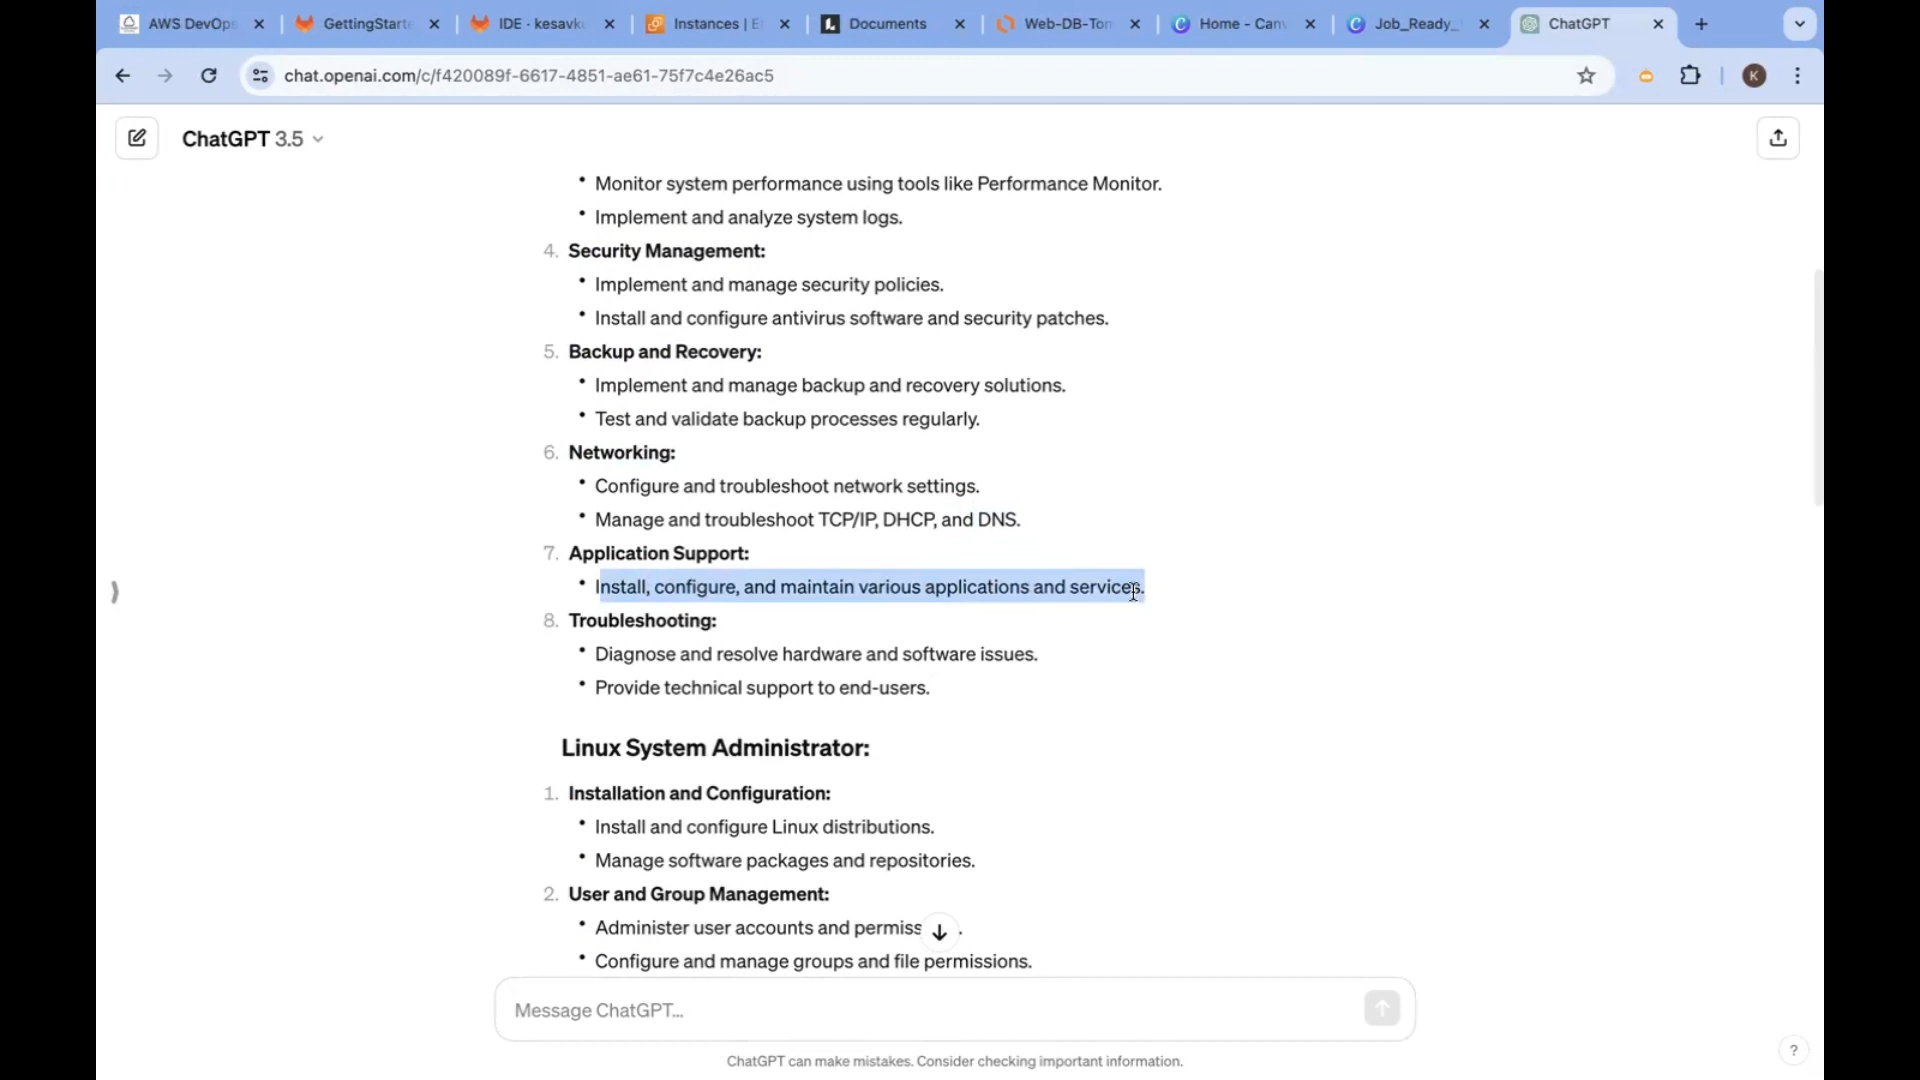 AWS DevOps
GettingStarte
IDE · kesavku
Instances | E
Documents
Web-DB-Tom
Home - Can
Job_Ready_
ChatGPT
chat.openai.com/c/f420089f-6617-4851-ae61-75f7c4e26ac5
K
ChatGPT 3.5
• Monitor system performance using tools like Performance Monitor.
• Implement and analyze system logs.
4. Security Management:
• Implement and manage security policies.
• Install and configure antivirus software and security patches.
5. Backup and Recovery:
• Implement and manage backup and recovery solutions.
• Test and validate backup processes regularly.
6. Networking:
• Configure and troubleshoot network settings.
• Manage and troubleshoot TCP/IP, DHCP, and DNS.
7. Application Support:
• Install, configure, and maintain various applications and services.
8. Troubleshooting:
• Diagnose and resolve hardware and software issues.
• Provide technical support to end-users.
Linux System Administrator:
1. Installation and Configuration:
• Install and configure Linux distributions.
• Manage software packages and repositories.
2. User and Group Management:
• Administer user accounts and permiss .
• Configure and manage groups and file permissions.
Message ChatGPT...
ChatGPT can make mistakes. Consider checking important information.
?